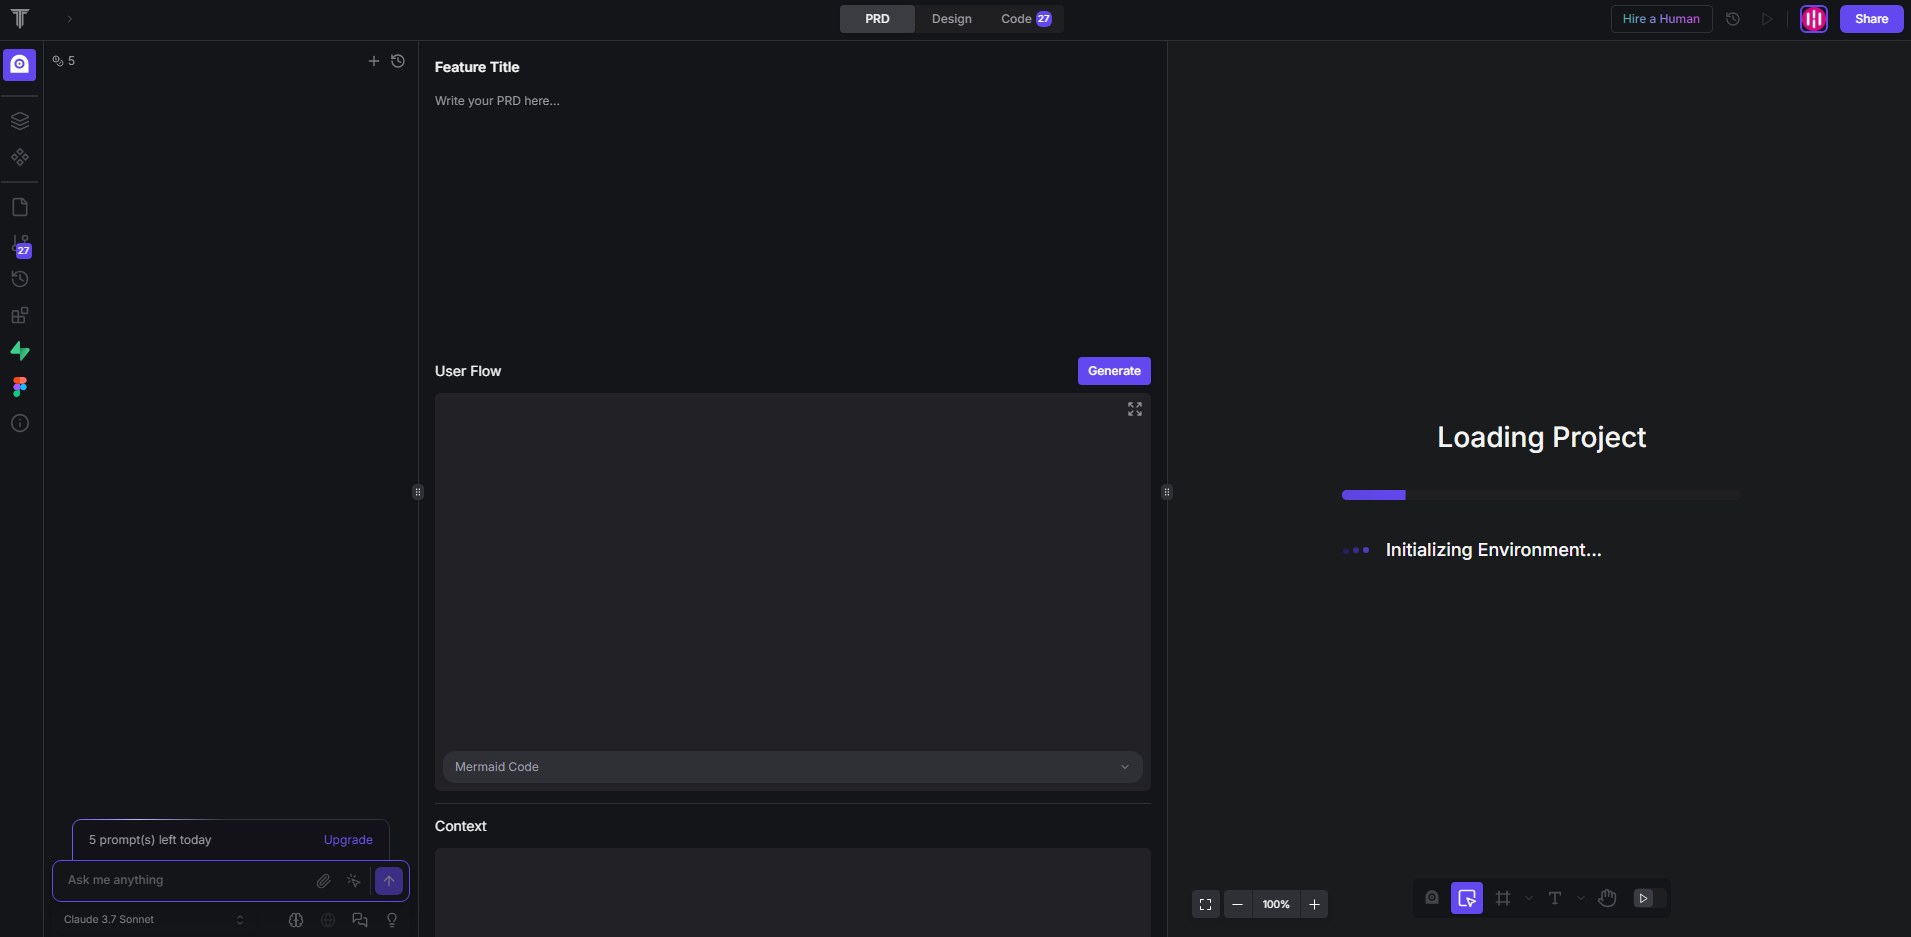 PRD
Design
Code 27
Hire a Human
Share
5
27
Feature Title
Write your PRD here...
User Flow
Generate
Mermaid Code
Context
5 prompt(s) left today
Upgrade
Ask me anything
Claude 3.7 Sonnet
Loading Project
Initializing Environment...
100%